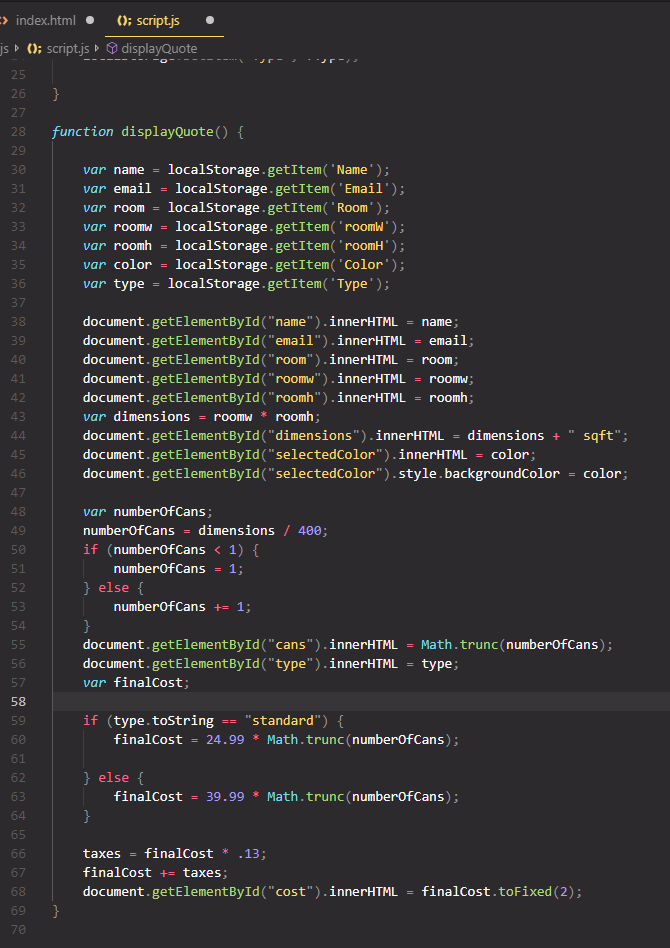 index.html
script.js
js script.js displayQuote
25
26 }
27
28 function displayQuote() {
29
30 var name = localStorage.getItem('Name');
31 var email = localStorage.getItem('Email');
32 var room = localStorage.getItem('Room');
33 var roomw = localStorage.getItem('roomW');
34 var roomh = localStorage.getItem('roomH');
35 var color = localStorage.getItem('Color');
36 var type = localStorage.getItem('Type');
37
38 document.getElementById("name").innerHTML = name;
39 document.getElementById("email").innerHTML = email;
40 document.getElementById("room").innerHTML = room;
41 document.getElementById("roomw").innerHTML = roomw;
42 document.getElementById("roomh").innerHTML = roomh;
43 var dimensions = roomw * roomh;
44 document.getElementById("dimensions").innerHTML = dimensions + " sqft";
45 document.getElementById("selectedColor").innerHTML = color;
46 document.getElementById("selectedColor").style.backgroundColor = color;
47
48 var numberOfCans;
49 numberOfCans = dimensions / 400;
50 if (numberOfCans < 1) {
51 numberOfCans = 1;
52 } else {
53 numberOfCans += 1;
54 }
55 document.getElementById("cans").innerHTML = Math.trunc(numberOfCans);
56 document.getElementById("type").innerHTML = type;
57 var finalCost;
58
59 if (type.toString == "standard") {
60 finalCost = 24.99 * Math.trunc(numberOfCans);
61
62 } else {
63 finalCost = 39.99 * Math.trunc(numberOfCans);
64 }
65
66 taxes = finalCost * .13;
67 finalCost += taxes;
68 document.getElementById("cost").innerHTML = finalCost.toFixed(2);
69 }
70